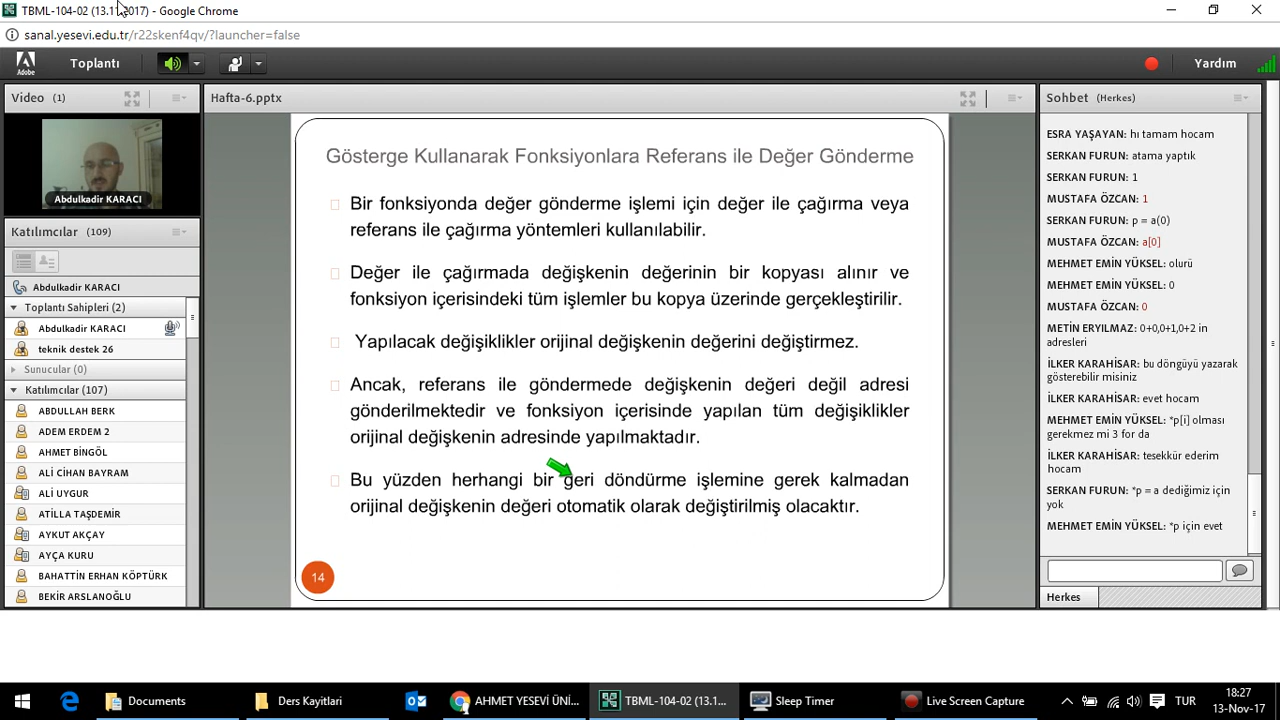 TBML-104-02 (13.11.2017) - Google Chrome
sanal.yesevi.edu.tr/r22skenf4qv/?launcher=false
Adobe
Toplantı
Yardım
Video (1)
Abdulkadir KARACI
Katılımcılar (109)
Abdulkadir KARACI
Toplantı Sahipleri (2)
Abdulkadir KARACI
teknik destek 26
Sunucular (0)
Katılımcılar (107)
ABDULLAH BERK
ADEM ERDEM 2
AHMET BİNGÖL
ALİ CİHAN BAYRAM
ALİ UYGUR
ATİLLA TAŞDEMİR
AYKUT AKÇAY
AYÇA KURU
BAHATTİN ERHAN KÖPTÜRK
BEKİR ARSLANOĞLU
Hafta-6.pptx
Gösterge Kullanarak Fonksiyonlara Referans ile Değer Gönderme
Bir fonksiyonda değer gönderme işlemi için değer ile çağırma veya
referans ile çağırma yöntemleri kullanılabilir.
Değer ile çağırmada değişkenin değerinin bir kopyası alınır ve
fonksiyon içerisindeki tüm işlemler bu kopya üzerinde gerçekleştirilir.
Yapılacak değişiklikler orijinal değişkenin değerini değiştirmez.
Ancak, referans ile göndermede değişkenin değeri değil adresi
gönderilmektedir ve fonksiyon içerisinde yapılan tüm değişiklikler
orijinal değişkenin adresinde yapılmaktadır.
Bu yüzden herhangi bir geri döndürme işlemine gerek kalmadan
orijinal değişkenin değeri otomatik olarak değiştirilmiş olacaktır.
14
Sohbet (Herkes)
ESRA YAŞAYAN: hı tamam hocam
SERKAN FURUN: atama yaptık
SERKAN FURUN: 1
MUSTAFA ÖZCAN: 1
SERKAN FURUN: p = a(0)
MUSTAFA ÖZCAN: a[0]
MEHMET EMİN YÜKSEL: olurü
MEHMET EMİN YÜKSEL: 0
MUSTAFA ÖZCAN: 0
METİN ERYILMAZ: 0+0,0+1,0+2 in
adresleri
İLKER KARAHİSAR: bu döngüyü yazarak
gösterebilir misiniz
İLKER KARAHİSAR: evet hocam
MEHMET EMİN YÜKSEL: *p[i] olması
gerekmez mi 3 for da
İLKER KARAHİSAR: tesekkür ederim
hocam
SERKAN FURUN: *p = a dediğimiz için
yok
MEHMET EMİN YÜKSEL: *p için evet
Herkes
Documents
Ders Kayitlari
AHMET YESEVİ ÜNİ...
TBML-104-02 (13.1...
Sleep Timer
Live Screen Capture
TUR
18:27
13-Nov-17